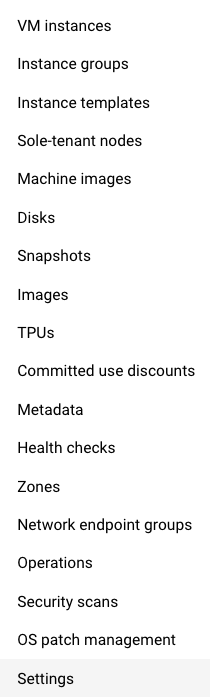 VM instances
Instance groups
Instance templates
Sole-tenant nodes
Machine images
Disks
Snapshots
Images
TPUs
Committed use discounts
Metadata
Health checks
Zones
Network endpoint groups
Operations
Security scans
OS patch management
Settings